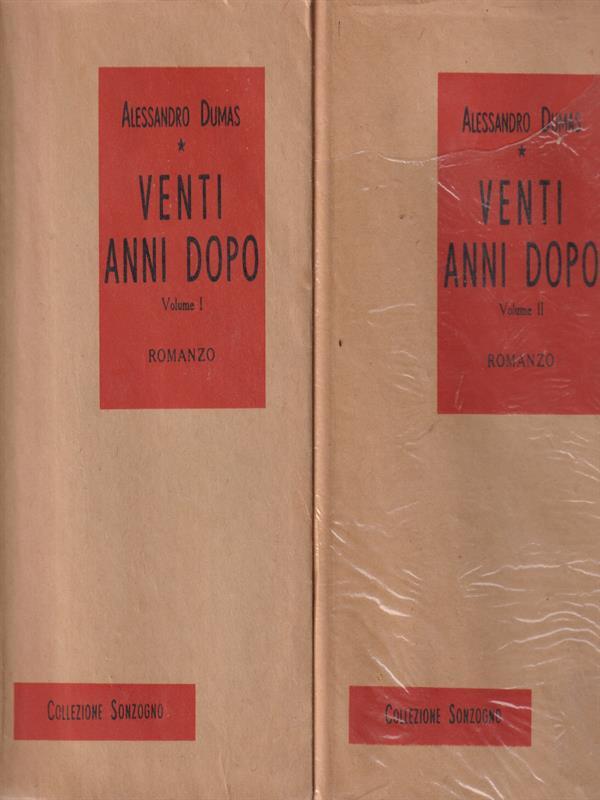 ALESSANDRO DUMAS
★
VENTI
ANNI DOPO
Volume I
ROMANZO
COLLEZIONE SONZOGNO
ALESSANDRO DUMAS
★
VENTI
ANNI DOPO
Volume II
ROMANZO
COLLEZIONE SONZOGNO